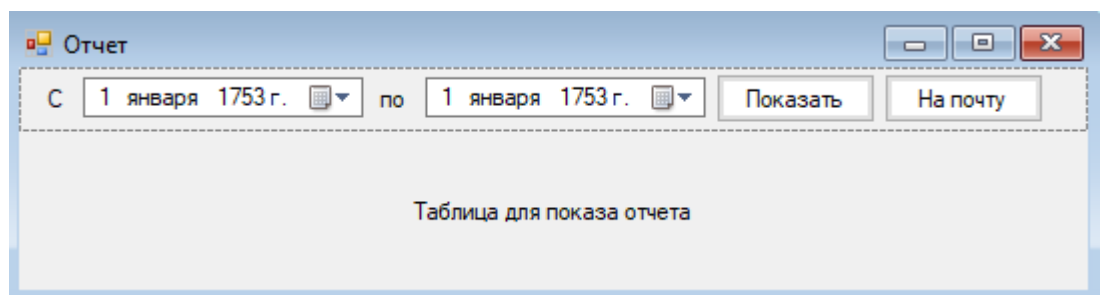 Отчет
С 1 января 1753 г. по 1 января 1753 г. Показать На почту
Таблица для показа отчета